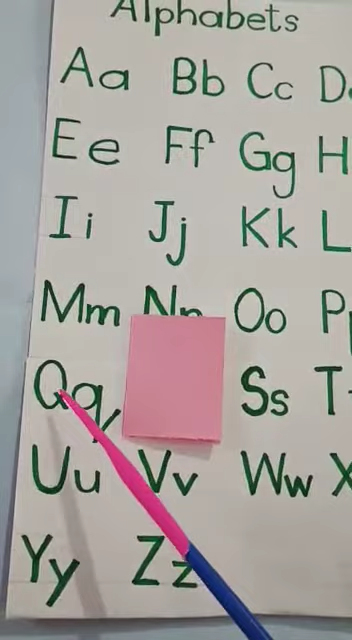 Alphabets
Aa Bb Cc D
Ee Ff Gg H
Ii Jj Kk L
Mm Nn Oo P
Qq Ss T
Uu Vv Ww X
Yy Zz